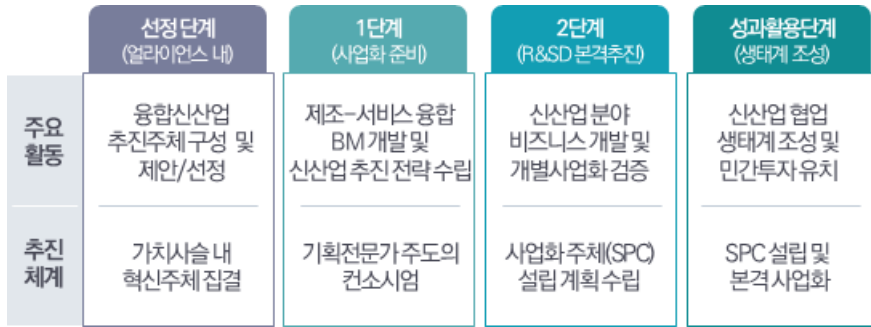 선정 단계
(얼라이언스 내)
1단계
(사업화 준비)
2단계
(R&SD 본격추진)
성과활용단계
(생태계 조성)
주요
활동
융합신산업
추진주체 구성 및
제안/선정
제조-서비스 융합
BM 개발 및
신산업 추진 전략 수립
신산업 분야
비즈니스 개발 및
개별사업화 검증
신산업 협업
생태계 조성 및
민간투자 유치
추진
체계
가치사슬 내
혁신주체 집결
기획전문가 주도의
컨소시엄
사업화 주체(SPC)
설립 계획 수립
SPC 설립 및
본격 사업화